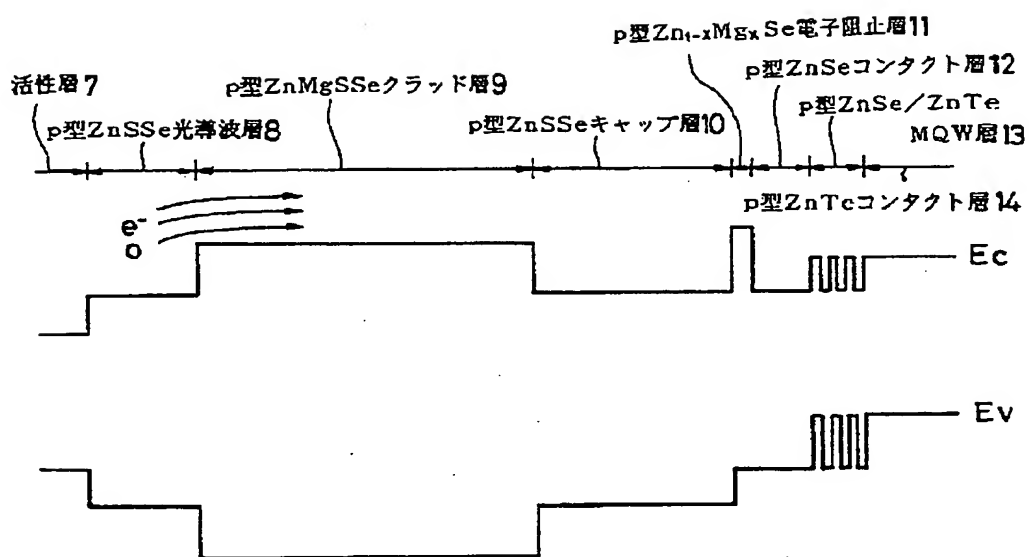 p型Zn₁₋ₓMgₓSe電子阻止層11
p型ZnSeコンタクト層12
活性層7
p型ZnMgSSeクラッド層9
p型ZnSe/ZnTe
p型ZnSSe光導波層8
p型ZnSSeキャップ層10
MQW層13
p型ZnTeコンタクト層14
e⁻
o
Ec
Ev